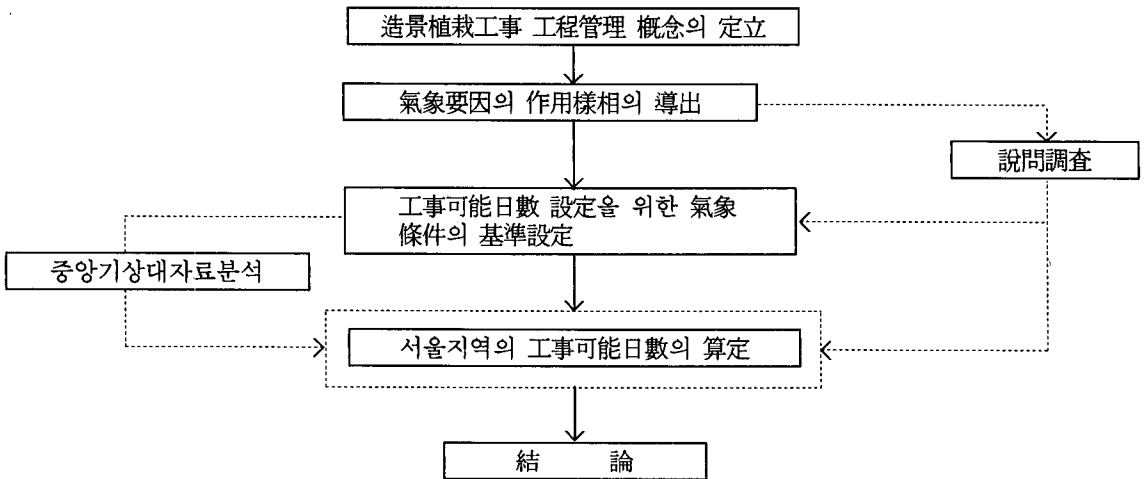 造景植栽工事 工程管理 槪念의 定立
氣象要因의 作用樣相의 導出
說問調査
工事可能日數 設定을 위한 氣象
條件의 基準設定
중앙기상대자료분석
서울지역의 工事可能日數의 算定
結 論